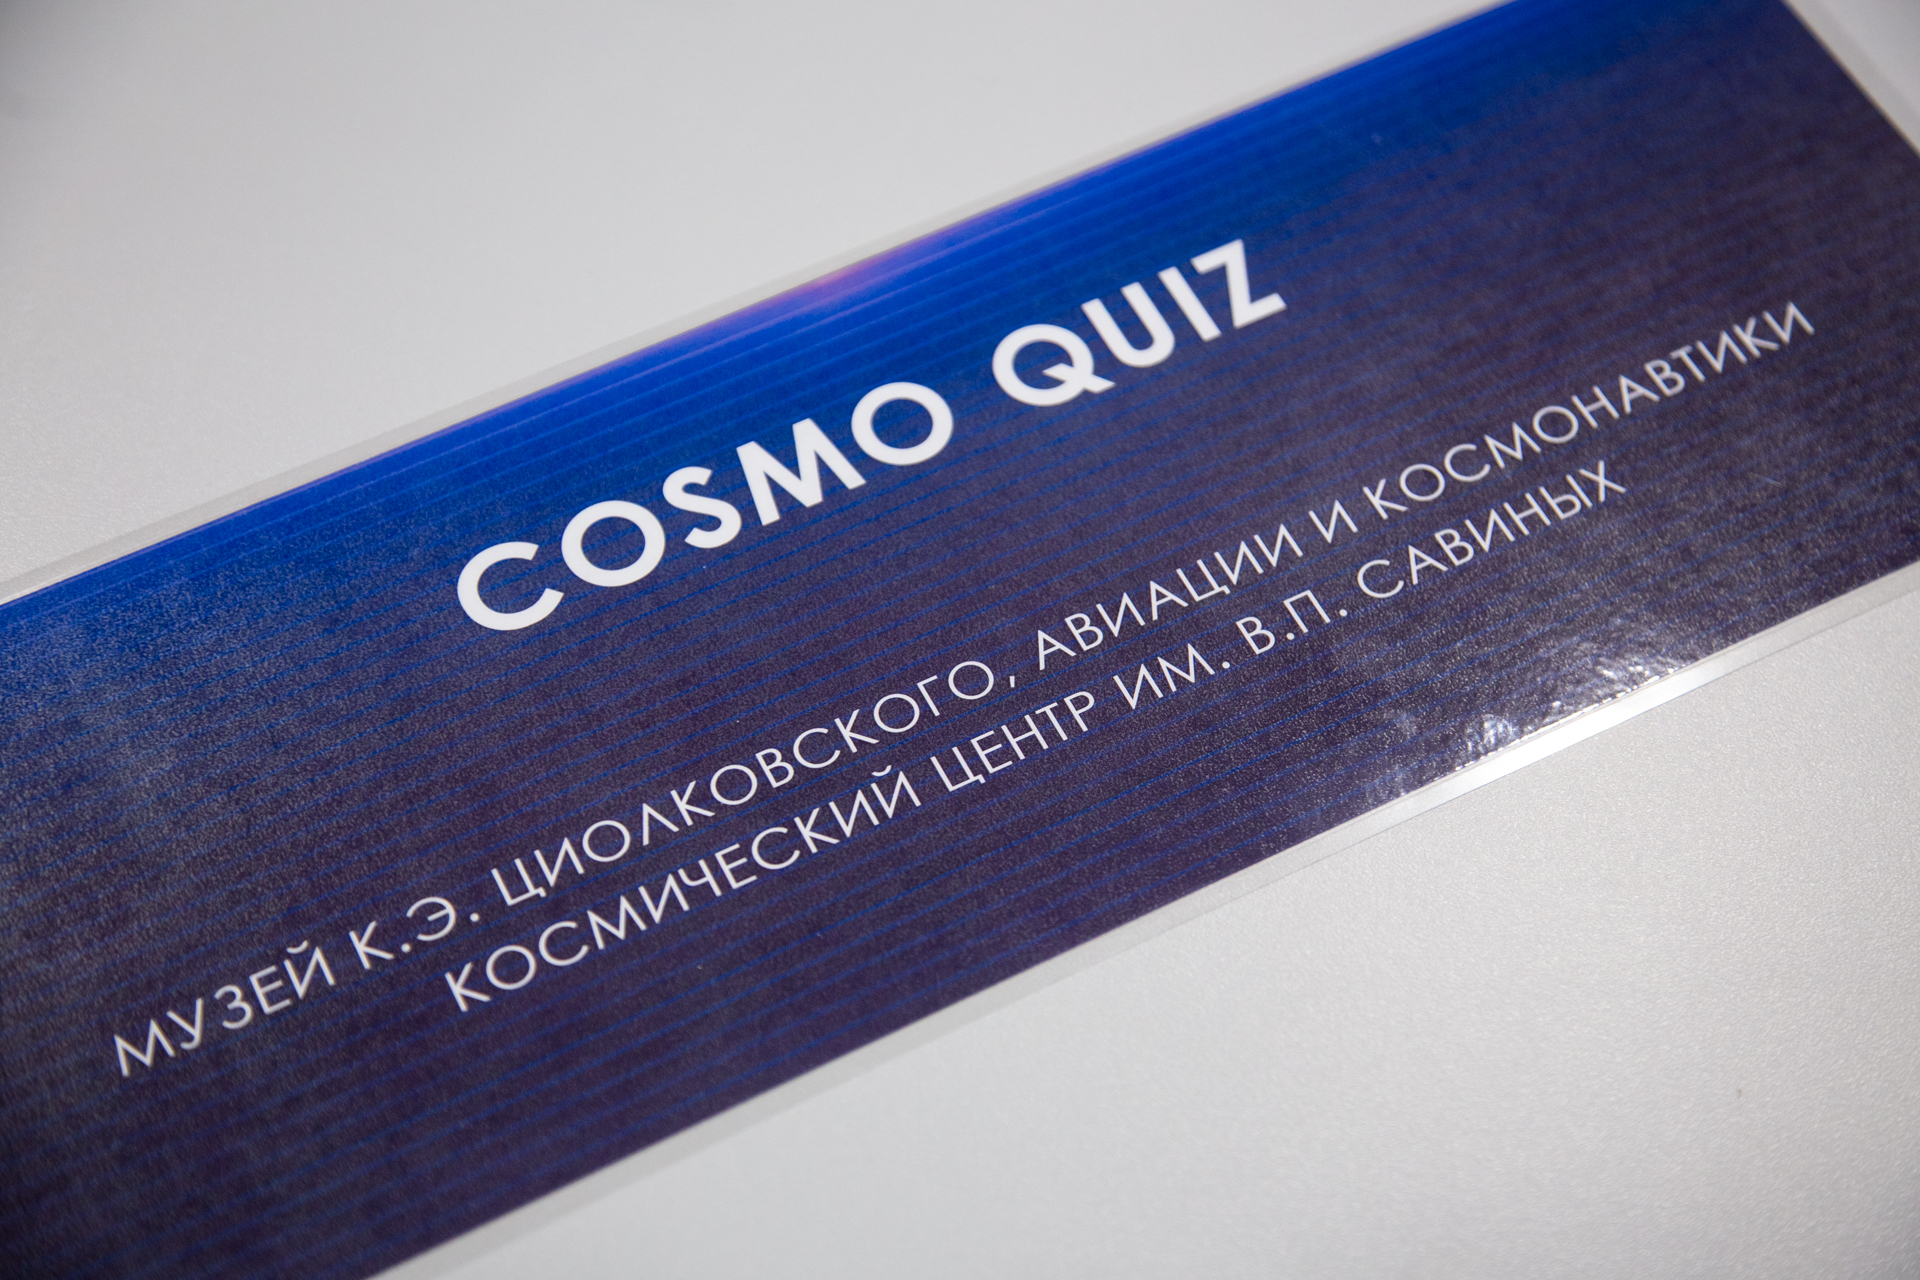 COSMO QUIZ
МУЗЕЙ К.Э. ЦИОЛКОВСКОГО, АВИАЦИИ И КОСМОНАВТИКИ
КОСМИЧЕСКИЙ ЦЕНТР ИМ. В.П. САВИНЫХ